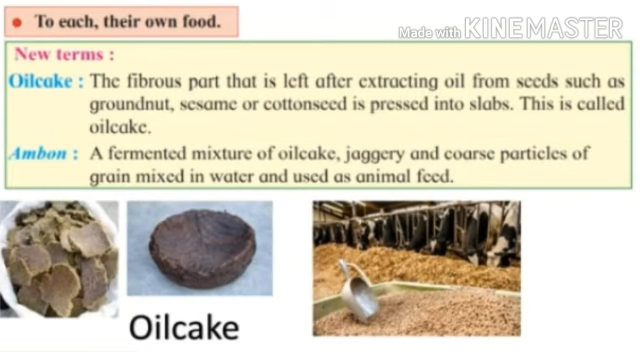 • To each, their own food.
Made with KINEMASTER
New terms :
Oilcake : The fibrous part that is left after extracting oil from seeds such as
groundnut, sesame or cottonseed is pressed into slabs. This is called
oilcake.
Ambon : A fermented mixture of oilcake, jaggery and coarse particles of
grain mixed in water and used as animal feed.
Oilcake